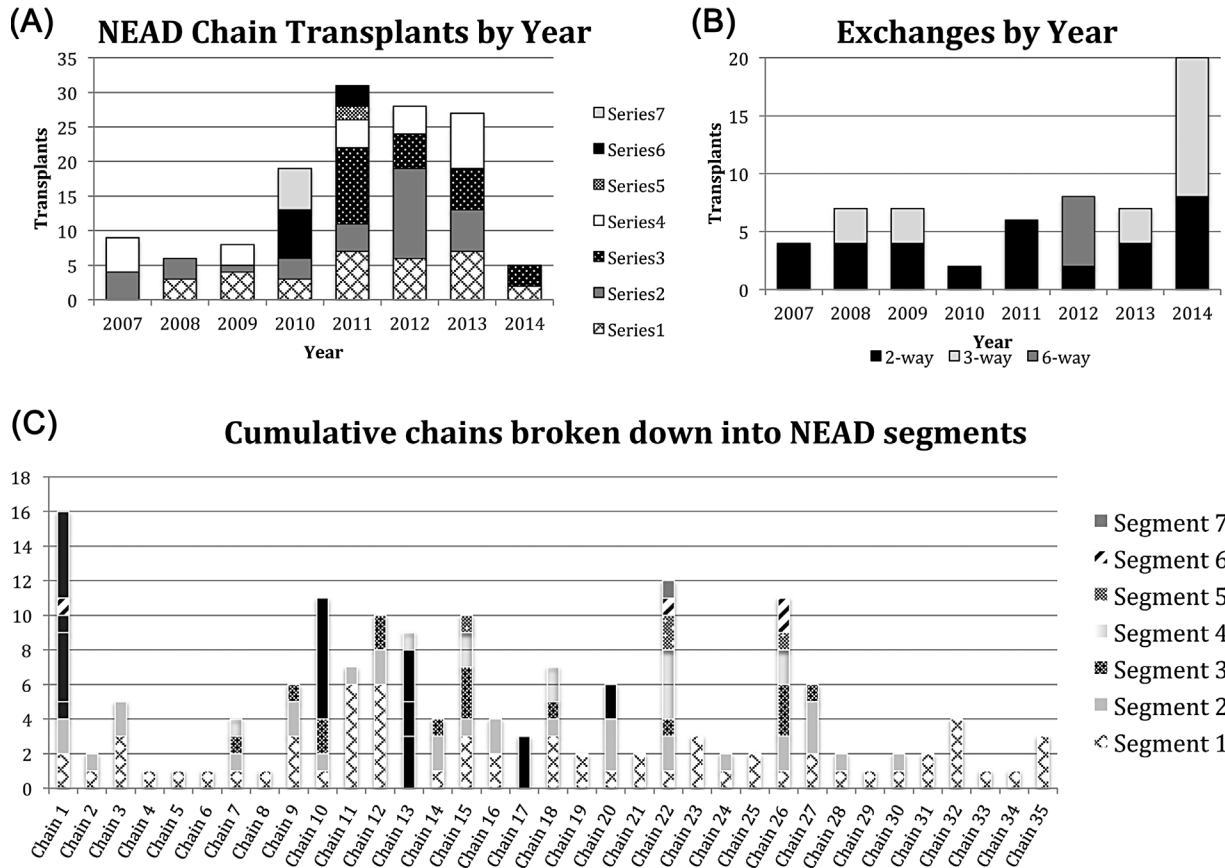 (A)
NEAD Chain Transplants by Year
35
30
25
20
15
10
5
0
Transplants
2007 2008 2009 2010 2011 2012 2013 2014
Year
Series7
Series6
Series5
Series4
Series3
Series2
Series1
(B)
Exchanges by Year
20
15
10
5
0
Transplants
2007 2008 2009 2010 2011 2012 2013 2014
Year
2-way 3-way 6-way
(C)
Cumulative chains broken down into NEAD segments
18
16
14
12
10
8
6
4
2
0
Chain 1
Chain 2
Chain 3
Chain 4
Chain 5
Chain 6
Chain 7
Chain 8
Chain 9
Chain 10
Chain 11
Chain 12
Chain 13
Chain 14
Chain 15
Chain 16
Chain 17
Chain 18
Chain 19
Chain 20
Chain 21
Chain 22
Chain 23
Chain 24
Chain 25
Chain 26
Chain 27
Chain 28
Chain 29
Chain 30
Chain 31
Chain 32
Chain 33
Chain 34
Chain 35
Segment 7
Segment 6
Segment 5
Segment 4
Segment 3
Segment 2
Segment 1